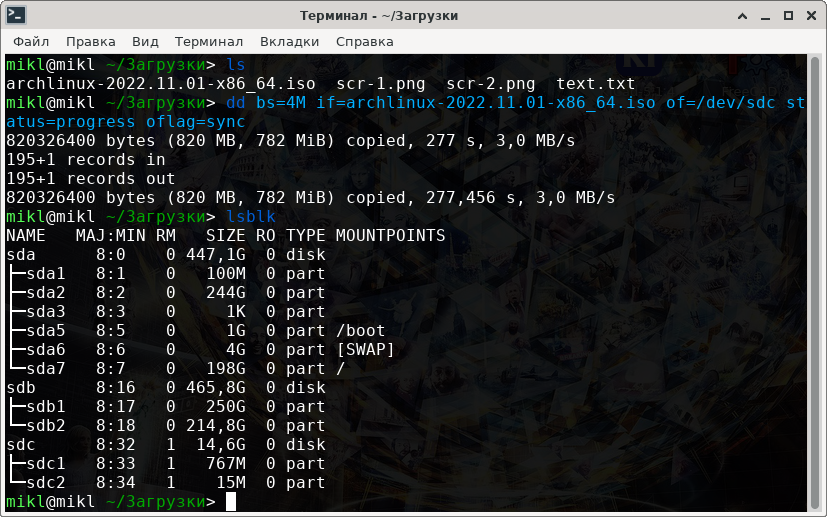 Терминал - ~/Загрузки
Файл Правка Вид Терминал Вкладки Справка
mikl@mikl ~/Загрузки> ls
archlinux-2022.11.01-x86_64.iso  scr-1.png  scr-2.png  text.txt
mikl@mikl ~/Загрузки> dd bs=4M if=archlinux-2022.11.01-x86_64.iso of=/dev/sdc st
atus=progress oflag=sync
820326400 bytes (820 MB, 782 MiB) copied, 277 s, 3,0 MB/s
195+1 records in
195+1 records out
820326400 bytes (820 MB, 782 MiB) copied, 277,456 s, 3,0 MB/s
mikl@mikl ~/Загрузки> lsblk
NAME   MAJ:MIN RM   SIZE RO TYPE MOUNTPOINTS
sda      8:0    0 447,1G  0 disk
├─sda1   8:1    0   100M  0 part
├─sda2   8:2    0   244G  0 part
├─sda3   8:3    0     1K  0 part
├─sda5   8:5    0     1G  0 part /boot
├─sda6   8:6    0     4G  0 part [SWAP]
└─sda7   8:7    0   198G  0 part /
sdb      8:16   0 465,8G  0 disk
├─sdb1   8:17   0   250G  0 part
└─sdb2   8:18   0 214,8G  0 part
sdc      8:32   1  14,6G  0 disk
├─sdc1   8:33   1   767M  0 part
└─sdc2   8:34   1    15M  0 part
mikl@mikl ~/Загрузки>